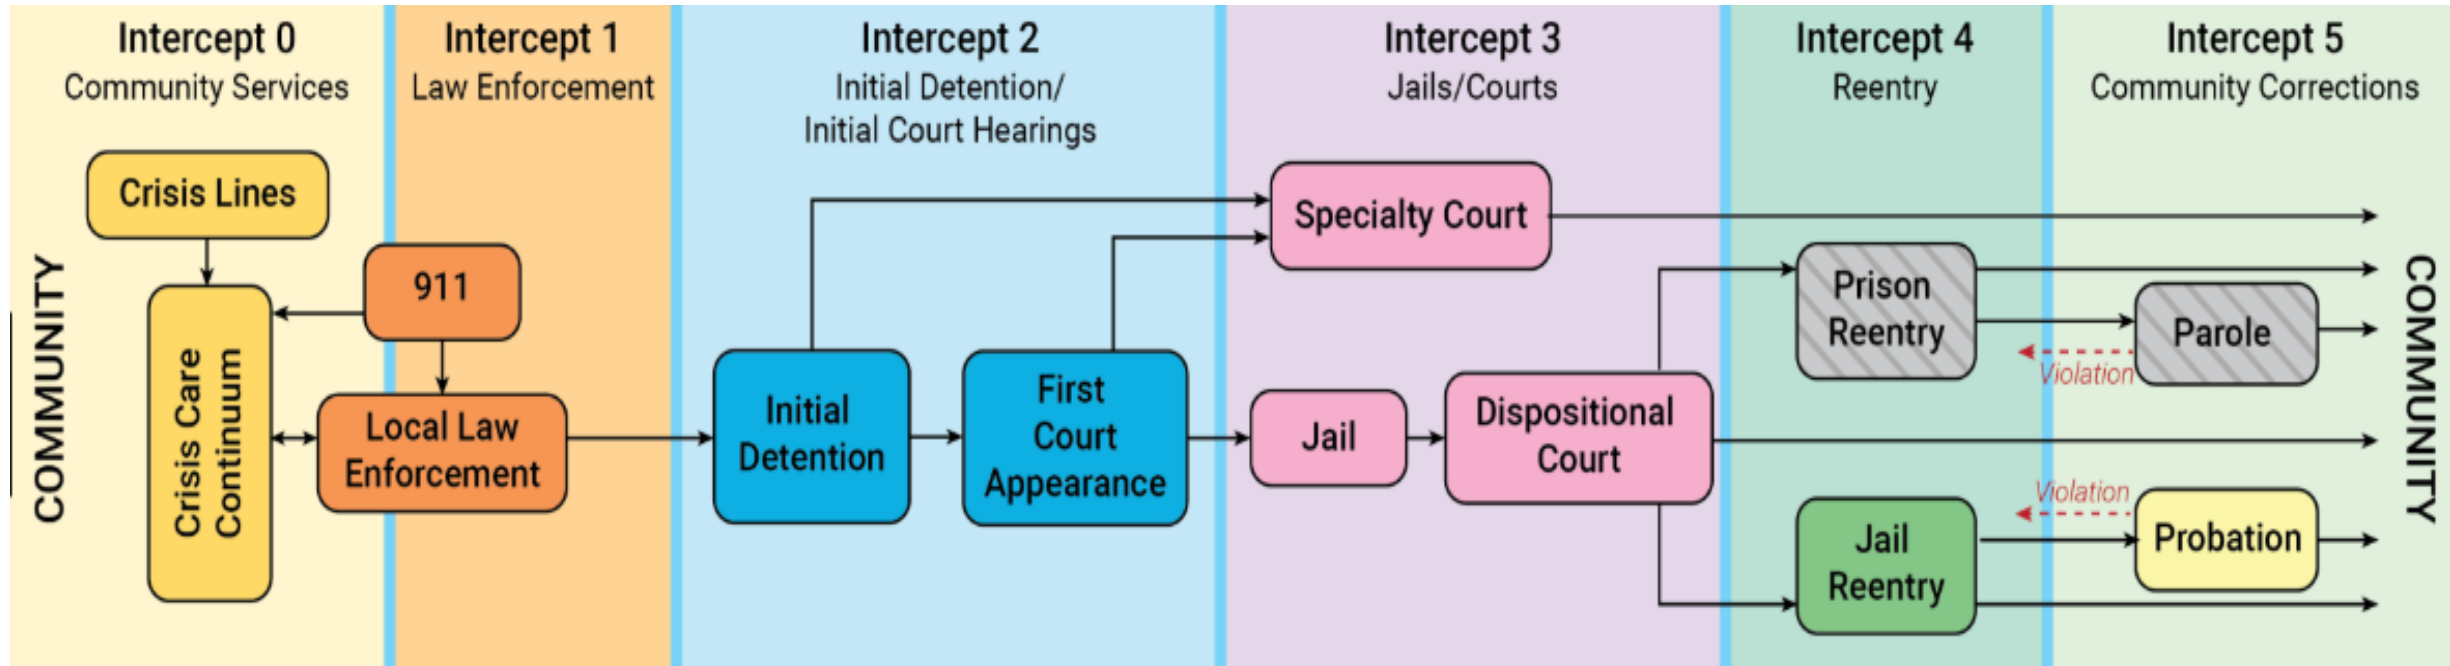 Intercept 0
Community Services
Intercept 1
Law Enforcement
Intercept 2
Initial Detention/
Initial Court Hearings
Intercept 3
Jails/Courts
Intercept 4
Reentry
Intercept 5
Community Corrections
COMMUNITY
Crisis Lines
Crisis Care
Continuum
911
Local Law
Enforcement
Initial
Detention
First
Court
Appearance
Specialty Court
Jail
Dispositional
Court
Prison
Reentry
Parole
Violation
Jail
Reentry
Violation
Probation
COMMUNITY